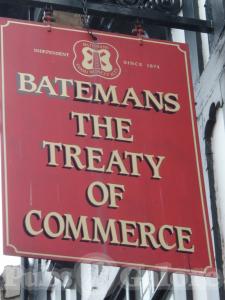 INDEPENDENT SINCE 1874
BATEMANS
THE
TREATY
OF
COMMERCE